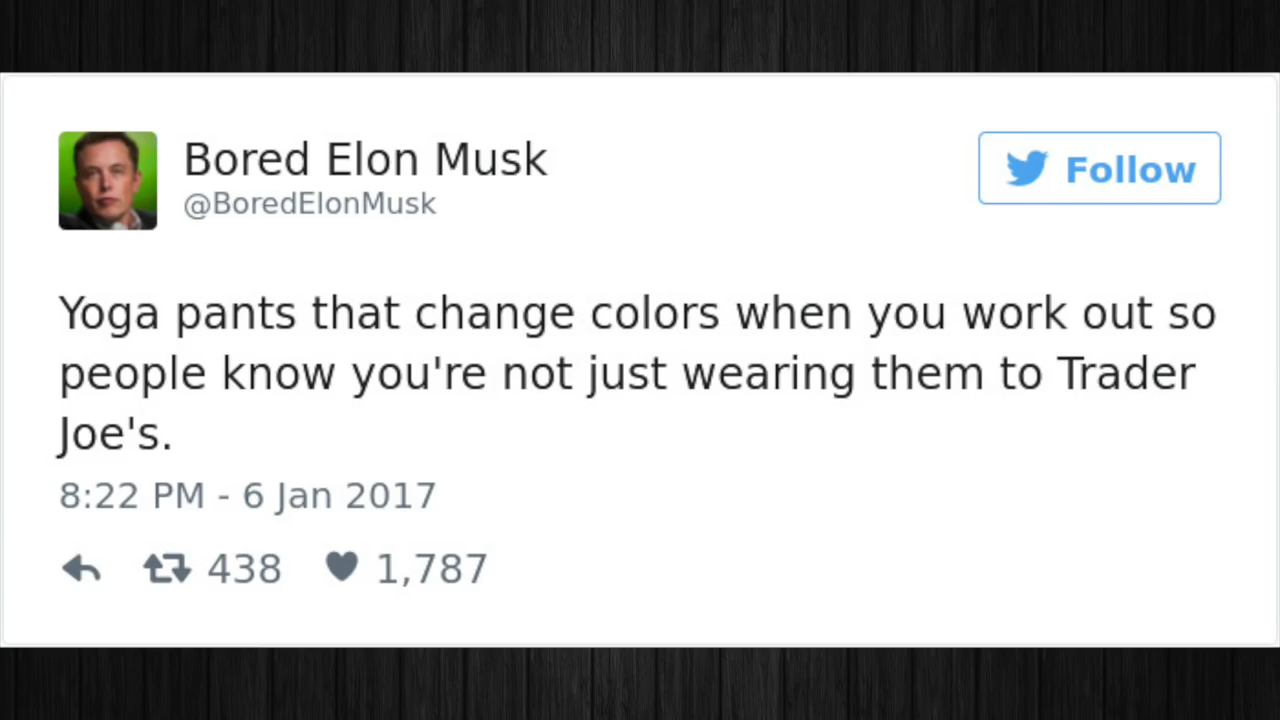 Bored Elon Musk
@BoredElonMusk
Follow
Yoga pants that change colors when you work out so
people know you're not just wearing them to Trader
Joe's.
8:22 PM - 6 Jan 2017
438 1,787